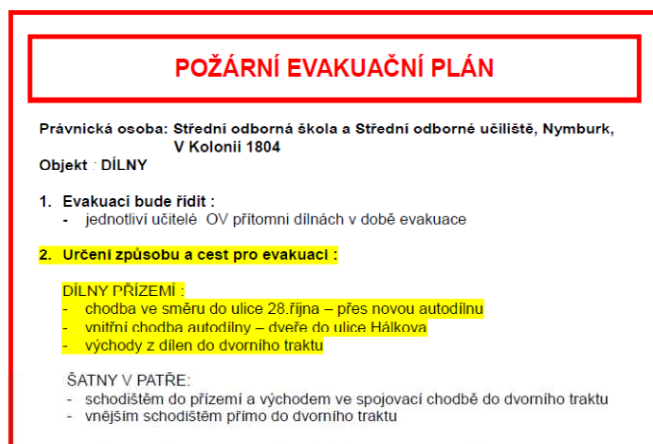 POŽÁRNÍ EVAKUAČNÍ PLÁN
Právnická osoba: Střední odborná škola a Střední odborné učiliště, Nymburk,
V Kolonii 1804
Objekt : DÍLNY
1. Evakuaci bude řídit :
- jednotliví učitelé OV přítomni dílnách v době evakuace
2. Určení způsobu a cest pro evakuaci :
DÍLNY PŘÍZEMÍ :
- chodba ve směru do ulice 28.října – přes novou autodílnu
- vnitřní chodba autodílny – dveře do ulice Hálkova
- východy z dílen do dvorního traktu
ŠATNY V PATŘE:
- schodištěm do přízemí a východem ve spojovací chodbě do dvorního traktu
- vnějším schodištěm přímo do dvorního traktu